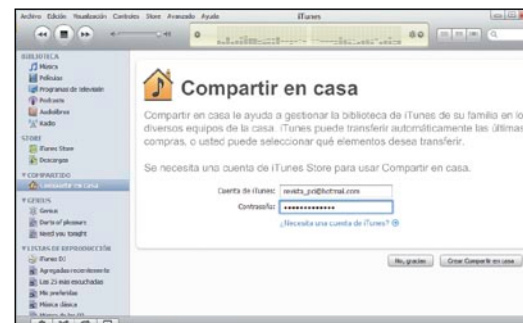 Archivo Edición Visualización Controles Store Avanzado Ayuda
iTunes
BIBLIOTECA
Música
Películas
Programas de televisión
Podcasts
Audiolibros
Radio
STORE
iTunes Store
Descargas
COMPARTIDO
Compartir en casa
GENIUS
Genius
Darts of pleasure
Need you tonight
LISTAS DE REPRODUCCIÓN
iTunes DJ
Agregadas recientemente
Las 25 más escuchadas
Mis preferidas
Música clásica
Compartir en casa
Compartir en casa le ayuda a gestionar la biblioteca de iTunes de su familia en lo
diversos equipos de la casa. iTunes puede transferir automáticamente las últimas
compras, o usted puede seleccionar qué elementos desea transferir.
Se necesita una cuenta de iTunes Store para usar Compartir en casa.
Cuenta de iTunes: revista_pd@hotmail.com
Contraseña: •••••••••••••
¿Necesita una cuenta de iTunes?
No, gracias
Crear Compartir en casa